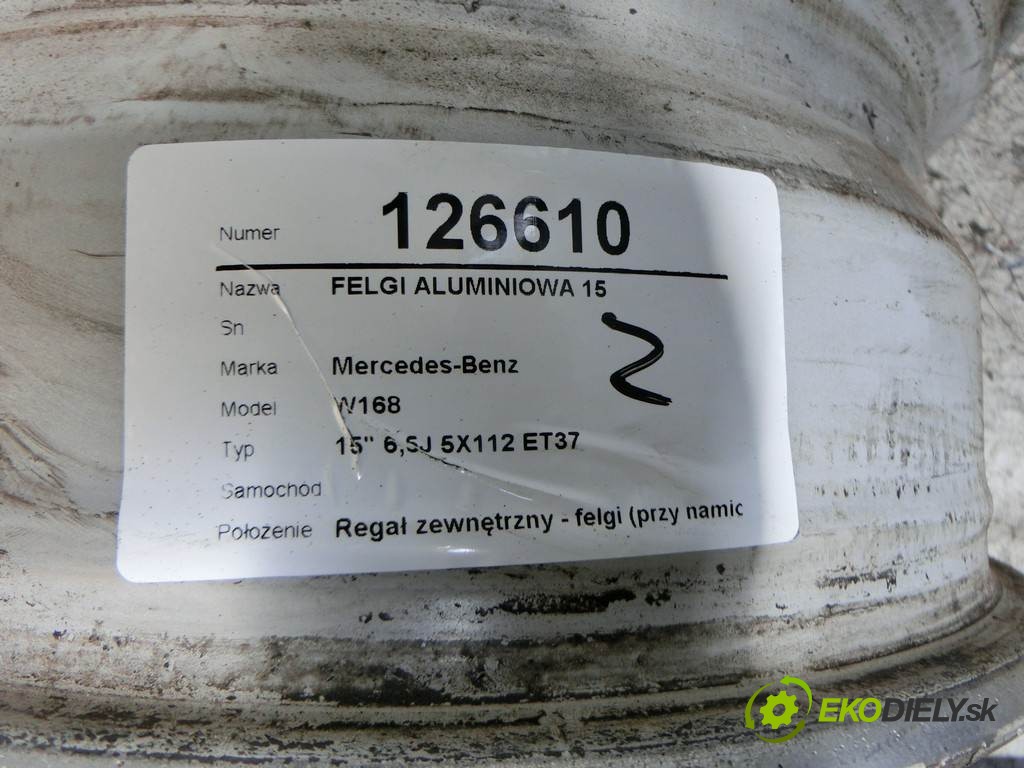 Numer 126610
Nazwa FELGI ALUMINIOWA 15
Sn
Marka Mercedes-Benz
Model W168
Typ 15" 6,5J 5X112 ET37
Samochód
Położenie Regał zewnętrzny - felgi (przy namic
2
EKODIELY.sk